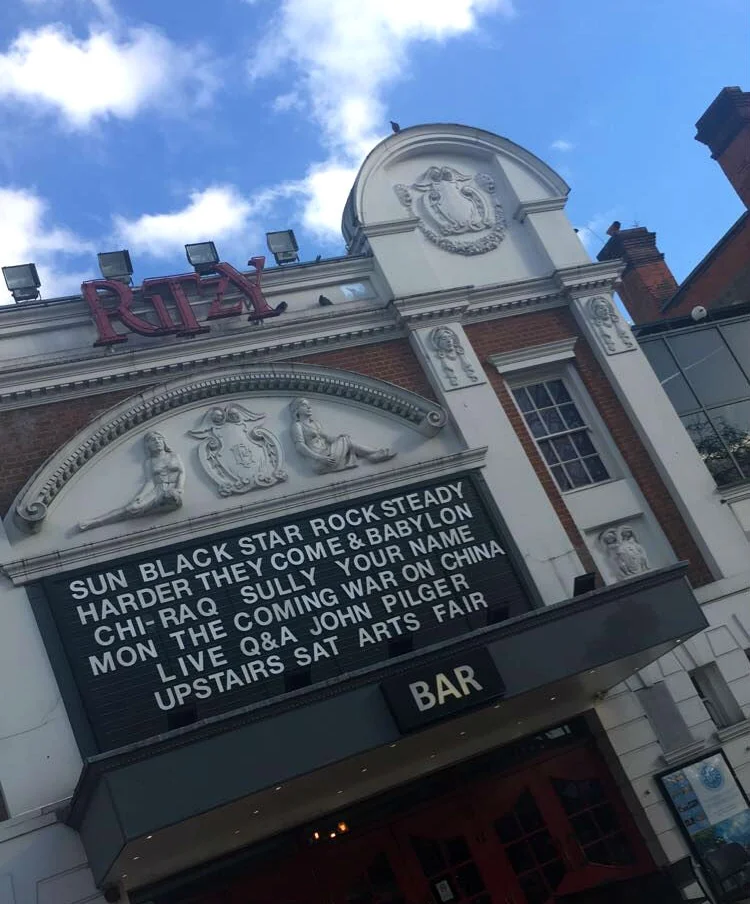 RITZY
SUN BLACK STAR ROCKSTEADY
HARDER THEY COME & BABYLON
CHI-RAQ SULLY YOUR NAME
MON THE COMING WAR ON CHINA
LIVE Q&A JOHN PILGER
UPSTAIRS SAT ARTS FAIR
BAR